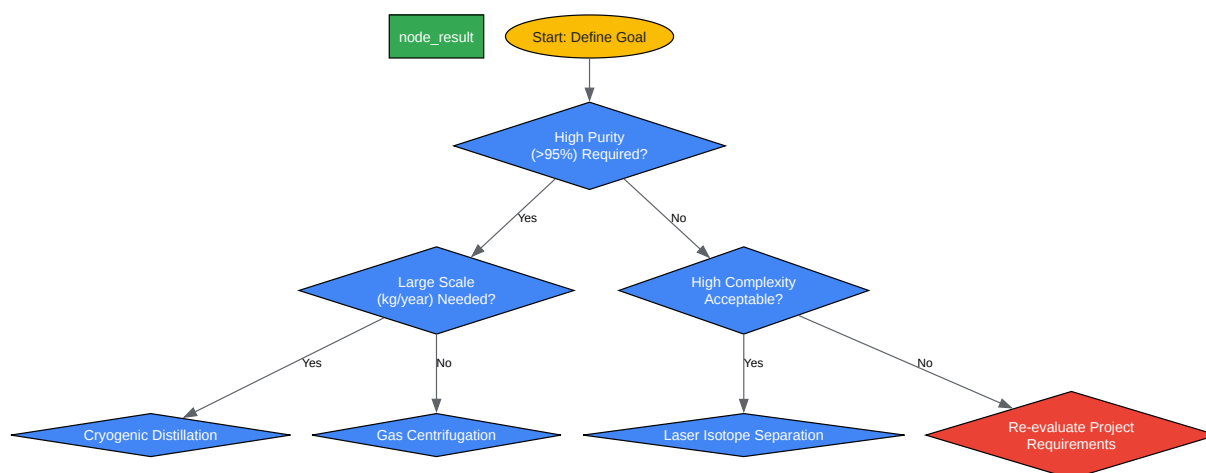 node_result
Start: Define Goal
High Purity
(>95%) Required?
Yes
No
Large Scale
(kg/year) Needed?
High Complexity
Acceptable?
Yes
No
Yes
No
Cryogenic Distillation
Gas Centrifugation
Laser Isotope Separation
Re-evaluate Project
Requirements